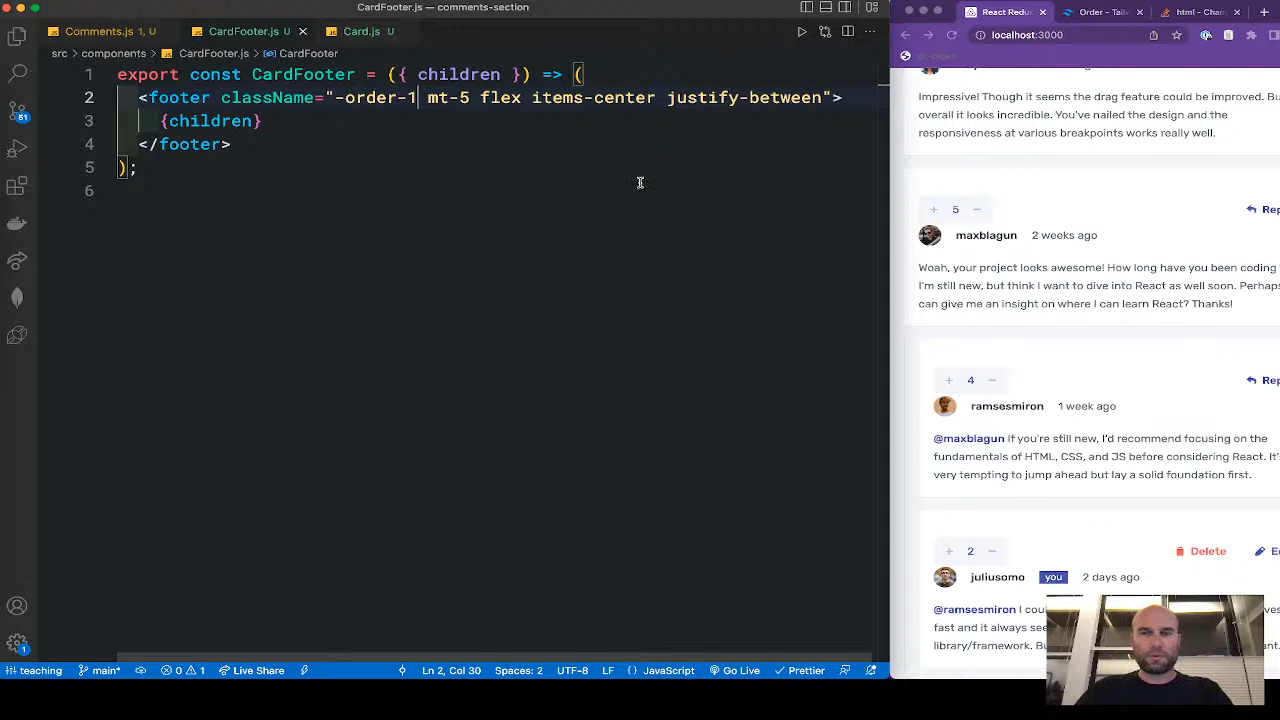 CardFooter.js — comments-section
Comments.js 1, U
CardFooter.js U
Card.js U
src > components > JS CardFooter.js > CardFooter
1 export const CardFooter = ({ children }) => (
2 <footer className="-order-1 mt-5 flex items-center justify-between">
3 {children}
4 </footer>
5 );
6
51
1
teaching
main*
0 1
Live Share
Ln 2, Col 30
Spaces: 2
UTF-8
LF
{} JavaScript
Go Live
Prettier
React Redux
Order - Tailw
html - Chan
localhost:3000
gh-pages
Impressive! Though it seems the drag feature could be improved. But
overall it looks incredible. You've nailed the design and the
responsiveness at various breakpoints works really well.
+ 5 −
Rep
maxblagun 2 weeks ago
Woah, your project looks awesome! How long have you been coding
I'm still new, but think I want to dive into React as well soon. Perhaps
can give me an insight on where I can learn React? Thanks!
+ 4 −
Rep
ramsesmiron 1 week ago
@maxblagun If you're still new, I'd recommend focusing on the
fundamentals of HTML, CSS, and JS before considering React. It's
very tempting to jump ahead but lay a solid foundation first.
+ 2 −
Delete
E
juliusomo you 2 days ago
@ramsesmiron I cou
fast and it always see
library/framework. Bu